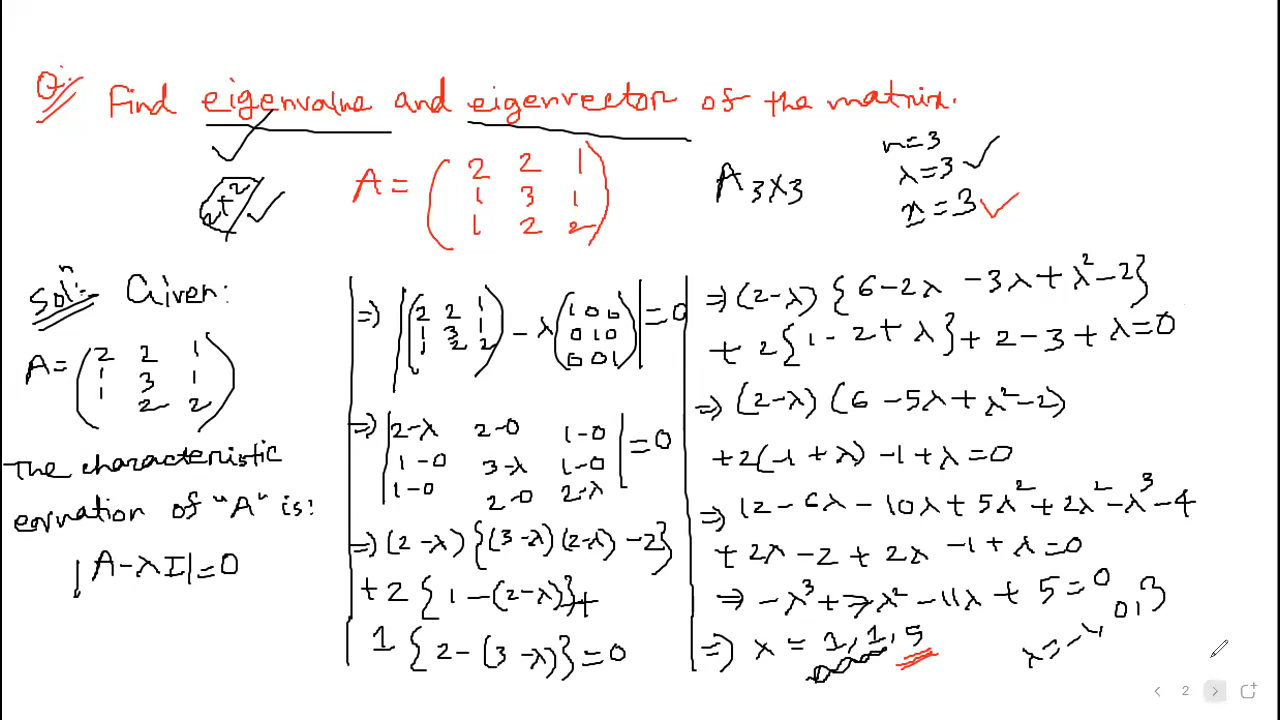 Q: Find eigenvalue and eigenvector of the matrix.
A = ( 2 2 1
1 3 1
1 2 2 )
A 3x3
n=3
λ=3 ✓
x=3 ✓
Solⁿ: Given:
A = ( 2 2 1
1 3 1
1 2 2 )
The characteristic
equation of "A" is:
|A-λI|=0
=) | ( 2 2 1
1 3 1
1 2 2 ) - λ ( 1 0 0
0 1 0
0 0 1 ) | = 0
=) | 2-λ 2-0 1-0
1-0 3-λ 1-0
1-0 2-0 2-λ | = 0
=) (2-λ) {(3-λ)(2-λ) -2}
+ 2 { 1 - (2-λ)} +
1 { 2 - (3-λ)} = 0
=) (2-λ) {6-2λ -3λ + λ² -2}
+ 2{1-2+λ} + 2-3+λ=0
=) (2-λ) (6 -5λ + λ² -2)
+2(-1+λ) -1+λ=0
=) 12 - 6λ - 10λ + 5λ² + 2λ² - λ³ - 4
+ 2λ - 2 + 2λ -1 + λ = 0
=) -λ³ + 7λ² - 11λ + 5 = 0
=) λ = 1, 1, 5
λ = -4, 0, 3
2